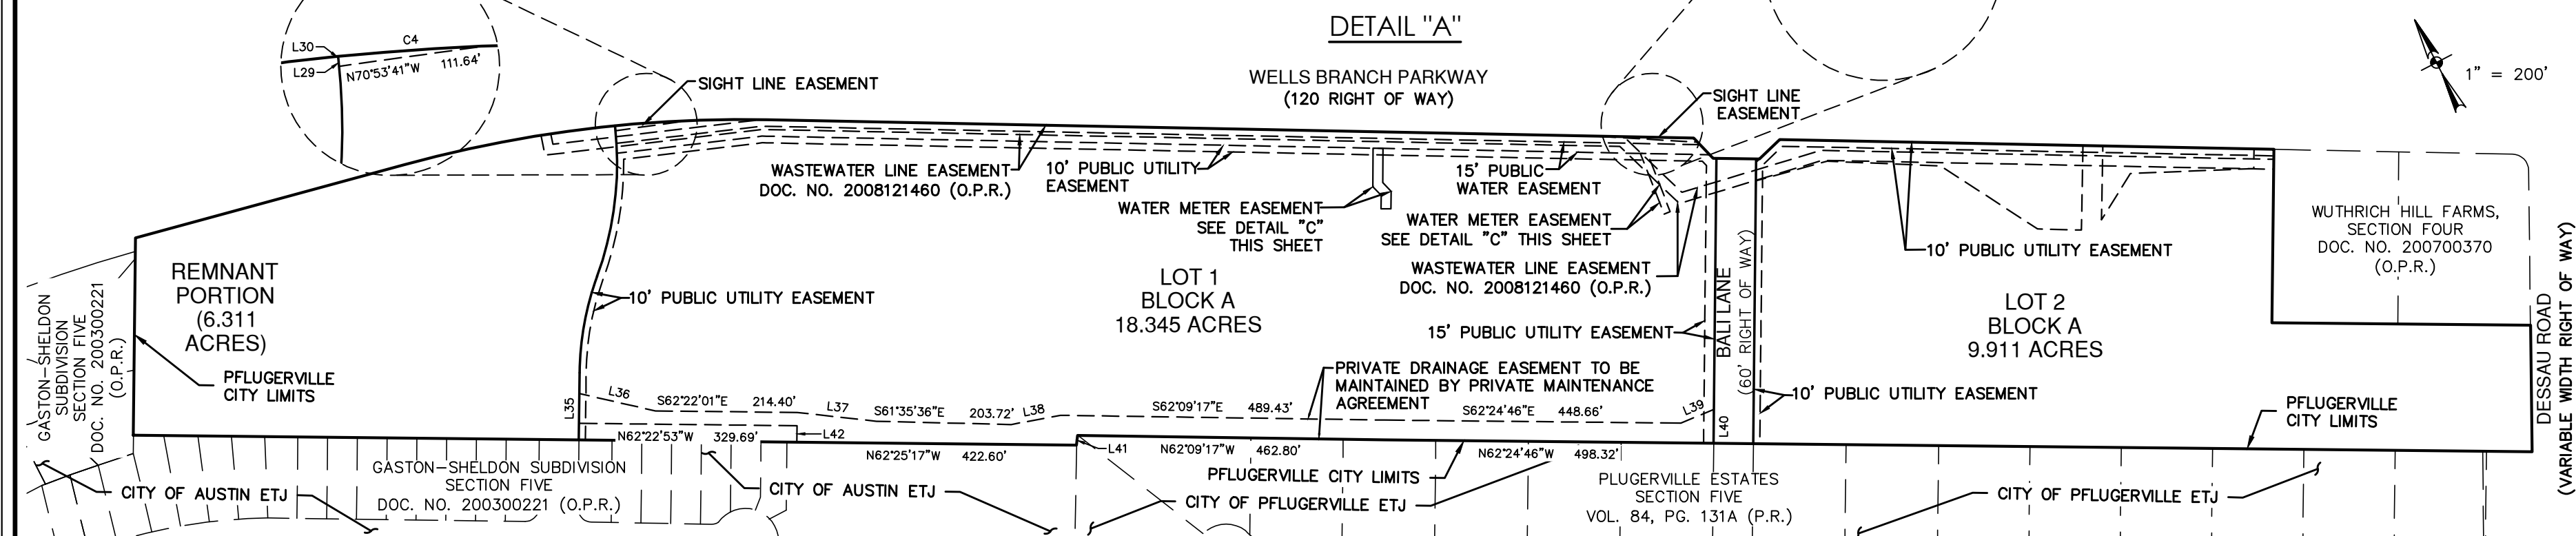 DETAIL "A"
L30
C4
L29
N70°53'41"W 111.64'
SIGHT LINE EASEMENT
WELLS BRANCH PARKWAY
(120 RIGHT OF WAY)
SIGHT LINE
EASEMENT
1" = 200'
WASTEWATER LINE EASEMENT
DOC. NO. 2008121460 (O.P.R.)
10' PUBLIC UTILITY
EASEMENT
15' PUBLIC
WATER EASEMENT
WATER METER EASEMENT
SEE DETAIL "C"
THIS SHEET
WATER METER EASEMENT
SEE DETAIL "C" THIS SHEET
WASTEWATER LINE EASEMENT
DOC. NO. 2008121460 (O.P.R.)
10' PUBLIC UTILITY EASEMENT
WUTHRICH HILL FARMS,
SECTION FOUR
DOC. NO. 200700370
(O.P.R.)
REMNANT
PORTION
(6.311
ACRES)
10' PUBLIC UTILITY EASEMENT
LOT 1
BLOCK A
18.345 ACRES
15' PUBLIC UTILITY EASEMENT
BALI LANE
(60' RIGHT OF WAY)
LOT 2
BLOCK A
9.911 ACRES
DESSAU ROAD
(VARIABLE WIDTH RIGHT OF WAY)
GASTON-SHELDON
SUBDIVISION
SECTION FIVE
DOC. NO. 200300221
(O.P.R.)
PFLUGERVILLE
CITY LIMITS
PRIVATE DRAINAGE EASEMENT TO BE
MAINTAINED BY PRIVATE MAINTENANCE
AGREEMENT
10' PUBLIC UTILITY EASEMENT
PFLUGERVILLE
CITY LIMITS
L35
L36
S62°22'01"E 214.40'
L37
S61°35'36"E 203.72'
L38
S62°09'17"E 489.43'
S62°24'46"E 448.66'
L39
L40
N62°22'53"W 329.69'
L42
N62°25'17"W 422.60'
L41
N62°09'17"W 462.80'
N62°24'46"W 498.32'
GASTON-SHELDON SUBDIVISION
SECTION FIVE
DOC. NO. 200300221 (O.P.R.)
CITY OF AUSTIN ETJ
CITY OF AUSTIN ETJ
PFLUGERVILLE CITY LIMITS
CITY OF PFLUGERVILLE ETJ
PLUGERVILLE ESTATES
SECTION FIVE
VOL. 84, PG. 131A (P.R.)
CITY OF PFLUGERVILLE ETJ